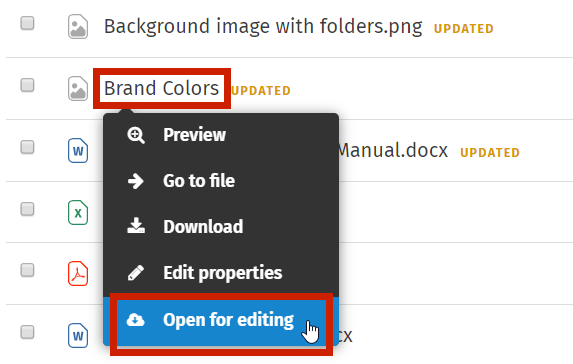 Background image with folders.png UPDATED
Brand Colors UPDATED
Preview
W Manual.docx UPDATED
Go to file
X
Download
Edit properties
Open for editing
W cx